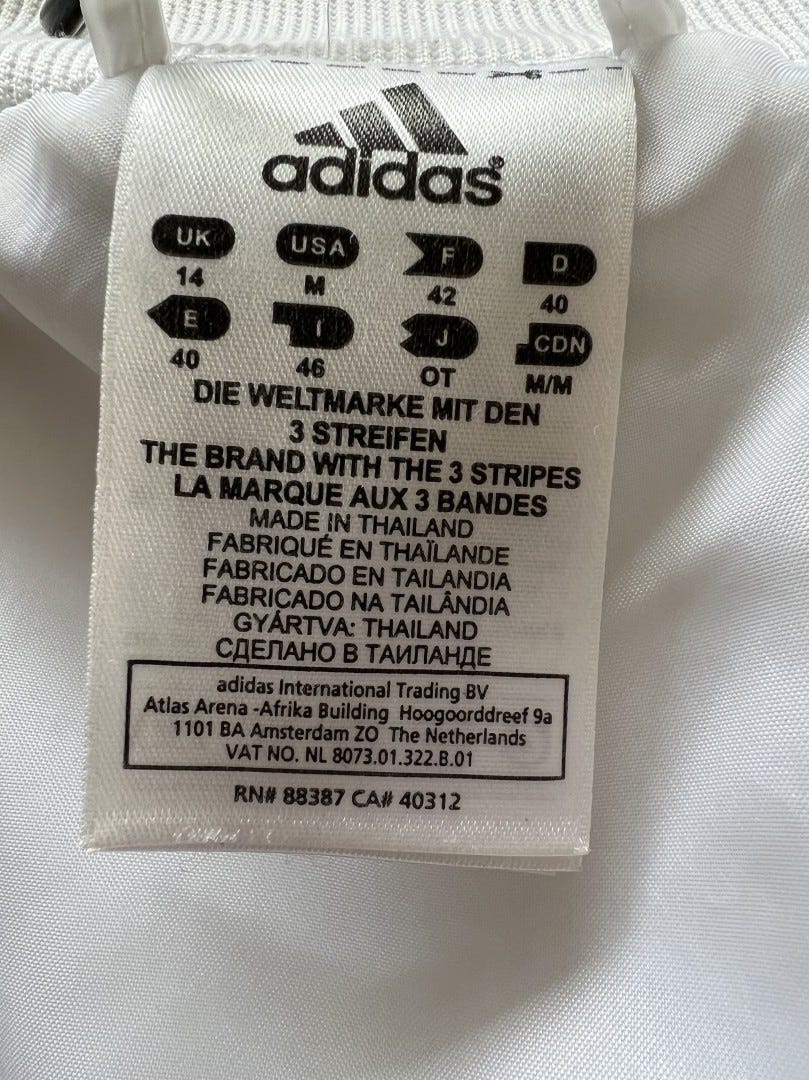 adidas®
UK USA F D
14 M 42 40
E I J CDN
40 46 OT M/M
DIE WELTMARKE MIT DEN
3 STREIFEN
THE BRAND WITH THE 3 STRIPES
LA MARQUE AUX 3 BANDES
MADE IN THAILAND
FABRIQUÉ EN THAÏLANDE
FABRICADO EN TAILANDIA
FABRICADO NA TAILÂNDIA
GYÁRTVA: THAILAND
СДЕЛАНО В ТАИЛАНДЕ
adidas International Trading BV
Atlas Arena -Afrika Building Hoogoorddreef 9a
1101 BA Amsterdam ZO The Netherlands
VAT NO. NL 8073.01.322.B.01
RN# 88387 CA# 40312